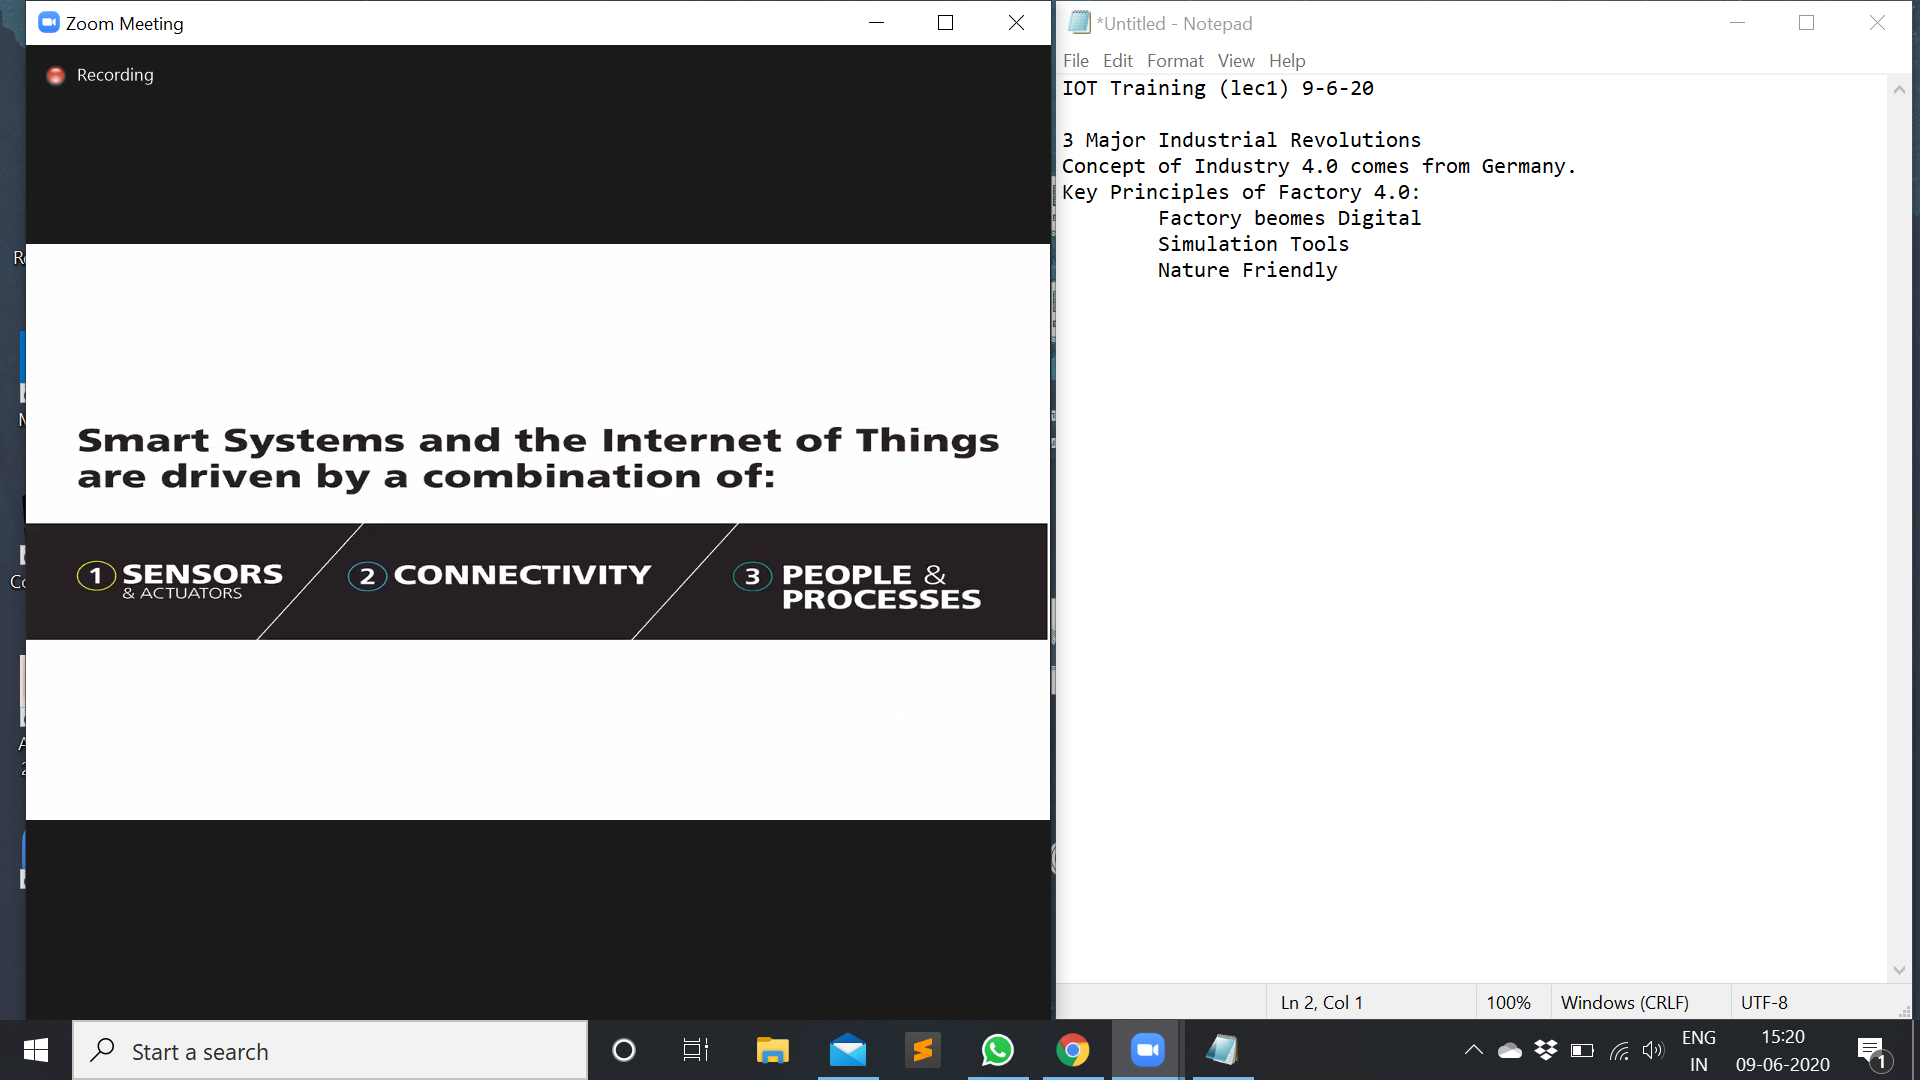 Zoom Meeting
Recording
Smart Systems and the Internet of Things
are driven by a combination of:
1 SENSORS
& ACTUATORS
2 CONNECTIVITY
3 PEOPLE &
PROCESSES
*Untitled - Notepad
File Edit Format View Help
IOT Training (lec1) 9-6-20
3 Major Industrial Revolutions
Concept of Industry 4.0 comes from Germany.
Key Principles of Factory 4.0:
Factory beomes Digital
Simulation Tools
Nature Friendly
Ln 2, Col 1 100% Windows (CRLF) UTF-8
Start a search
ENG
IN
15:20
09-06-2020
1